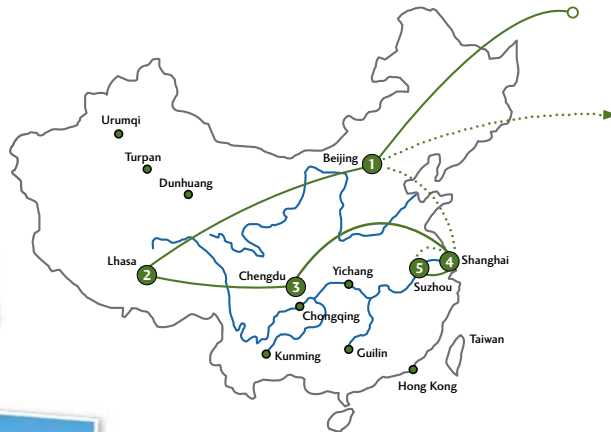 Urumqi
Turpan
Dunhuang
Beijing
1
Lhasa
2
Chengdu
3
Yichang
4
Shanghai
5
Suzhou
Chongqing
Kunming
Guilin
Taiwan
Hong Kong